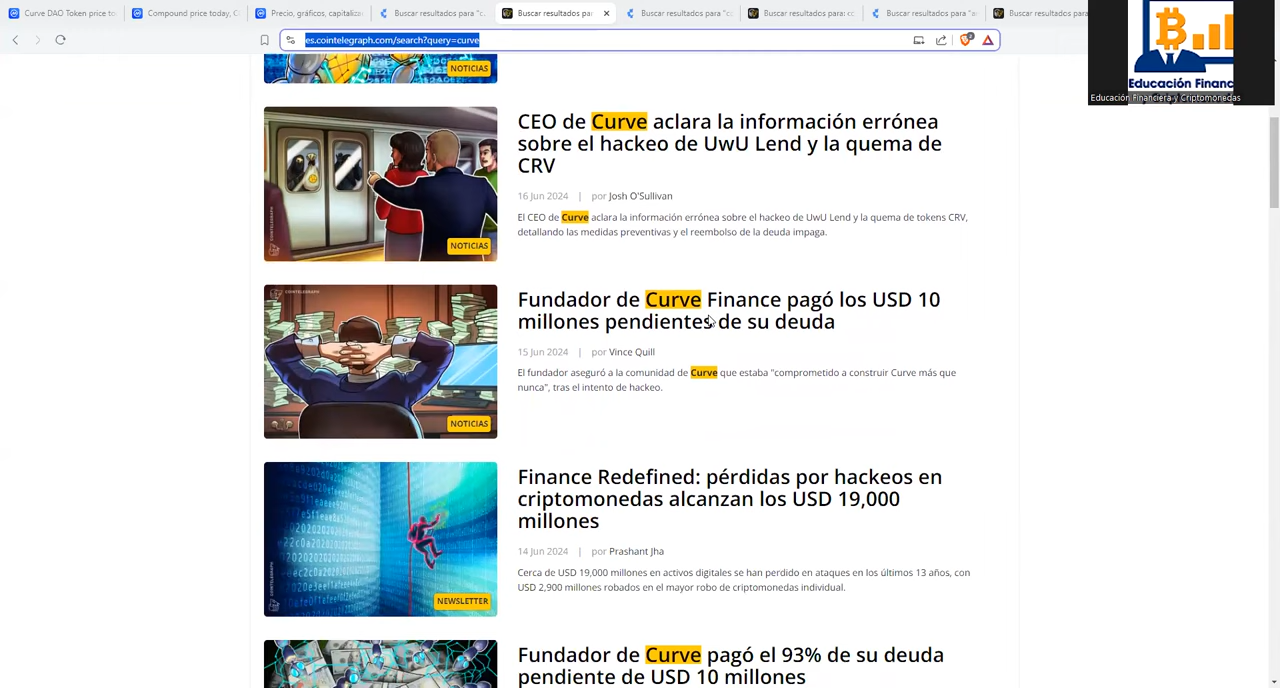 Curve DAO Token price to
Compound price today, C
Precio, gráficos, capitaliza
Buscar resultados para "c
Buscar resultados par
Buscar resultados para "co
Buscar resultados para: co
Buscar resultados para "a
Buscar resultados para
es.cointelegraph.com/search?query=curve
Educación Financ
Educación Financiera y Criptomonedas
NOTICIAS
CEO de Curve aclara la información errónea
sobre el hackeo de UwU Lend y la quema de
CRV
16 Jun 2024 | por Josh O'Sullivan
El CEO de Curve aclara la información errónea sobre el hackeo de UwU Lend y la quema de tokens CRV,
detallando las medidas preventivas y el reembolso de la deuda impaga.
NOTICIAS
COINTELEGRAPH
Fundador de Curve Finance pagó los USD 10
millones pendientes de su deuda
15 Jun 2024 | por Vince Quill
El fundador aseguró a la comunidad de Curve que estaba "comprometido a construir Curve más que
nunca", tras el intento de hackeo.
NOTICIAS
Finance Redefined: pérdidas por hackeos en
criptomonedas alcanzan los USD 19,000
millones
14 Jun 2024 | por Prashant Jha
Cerca de USD 19,000 millones en activos digitales se han perdido en ataques en los últimos 13 años, con
USD 2,900 millones robados en el mayor robo de criptomonedas individual.
NEWSLETTER
Fundador de Curve pagó el 93% de su deuda
pendiente de USD 10 millones